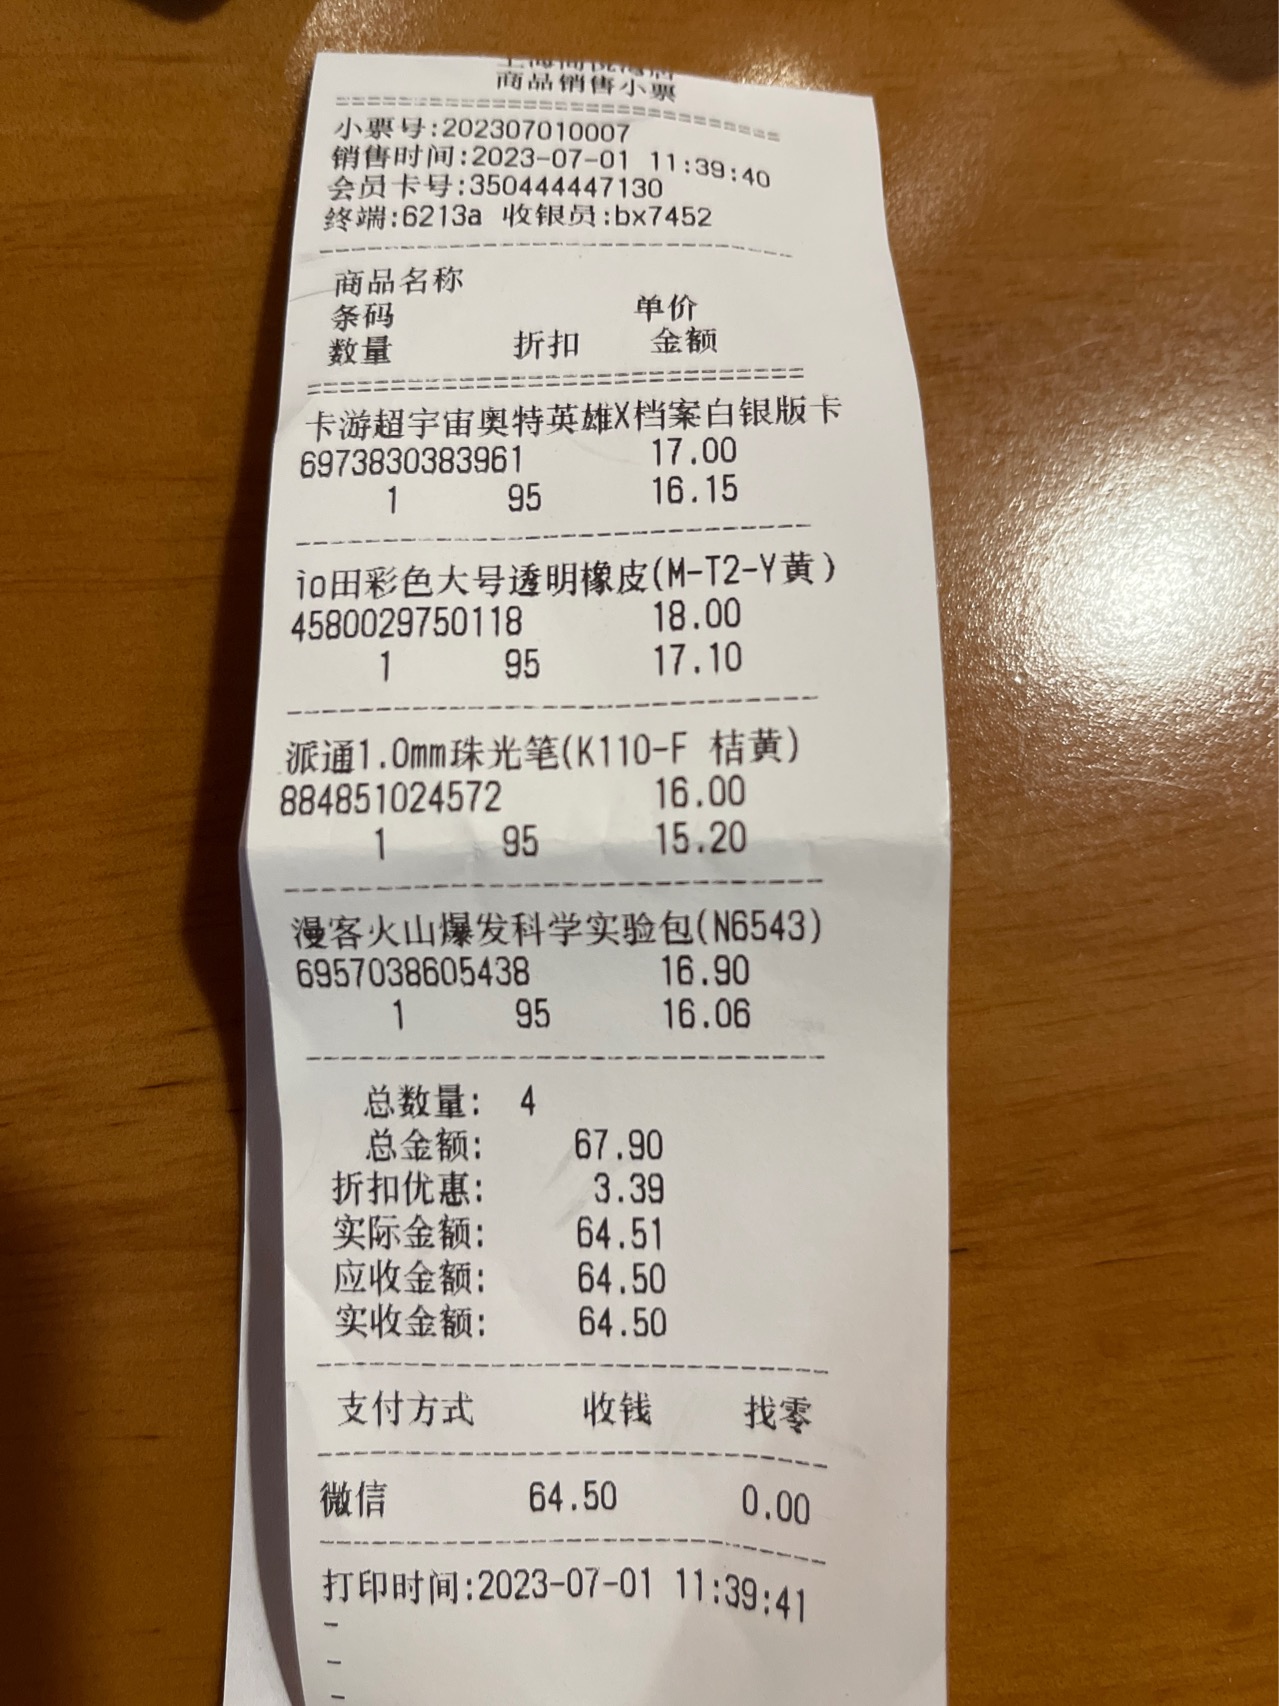 商品销售小票
================================
小票号:202307010007
销售时间:2023-07-01 11:39:40
会员卡号:350444447130
终端:6213a 收银员:bx7452
--------------------------------
商品名称
条码 单价
数量 折扣 金额
================================
卡游超宇宙奥特英雄X档案白银版卡
6973830383961 17.00
1 95 16.15
--------------------------------
io田彩色大号透明橡皮(M-T2-Y黄)
4580029750118 18.00
1 95 17.10
--------------------------------
派通1.0mm珠光笔(K110-F 桔黄)
884851024572 16.00
1 95 15.20
--------------------------------
漫客火山爆发科学实验包(N6543)
6957038605438 16.90
1 95 16.06
--------------------------------
总数量: 4
总金额: 67.90
折扣优惠: 3.39
实际金额: 64.51
应收金额: 64.50
实收金额: 64.50
--------------------------------
支付方式 收钱 找零
--------------------------------
微信 64.50 0.00
--------------------------------
打印时间:2023-07-01 11:39:41
-
-
-